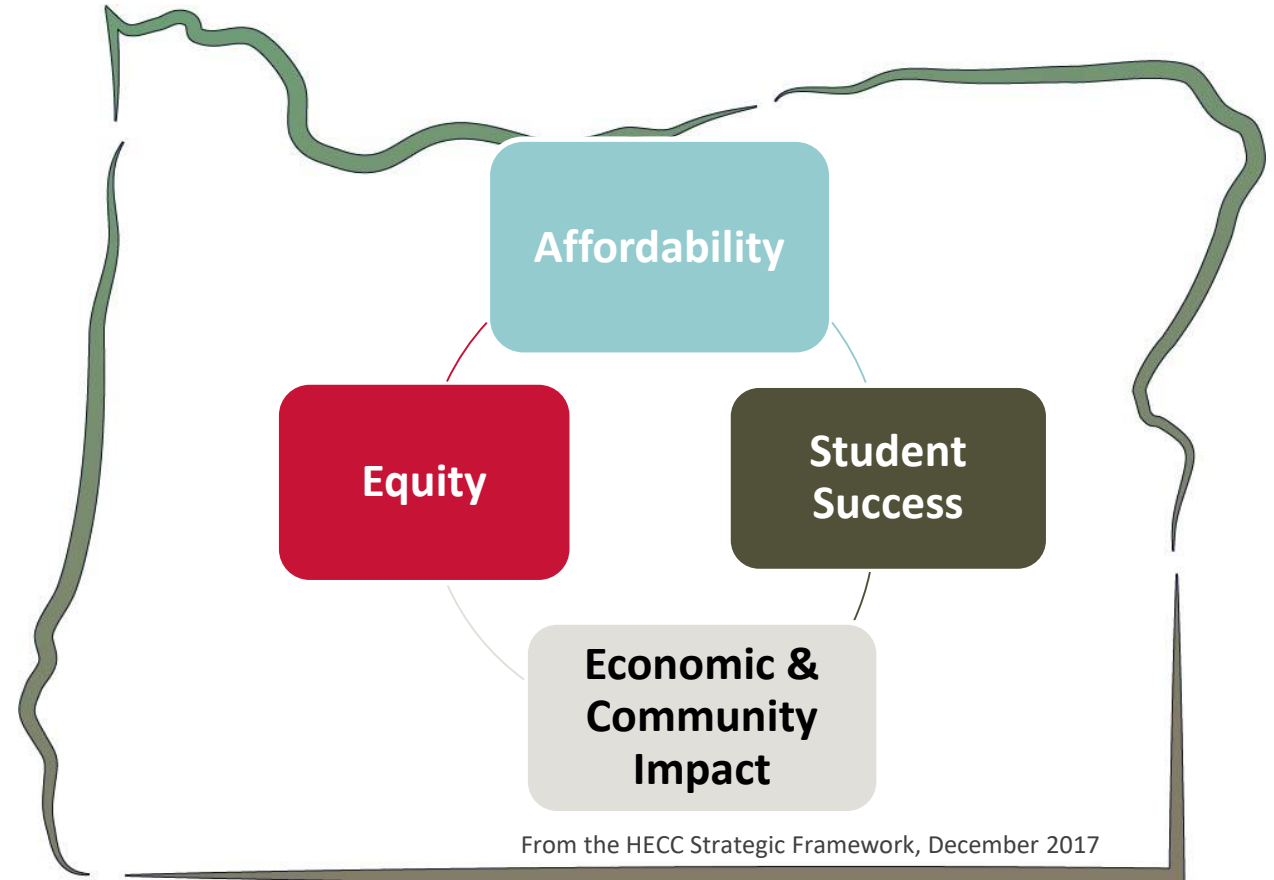 Affordability
Equity
Student
Success
Economic &
Community
Impact
From the HECC Strategic Framework, December 2017